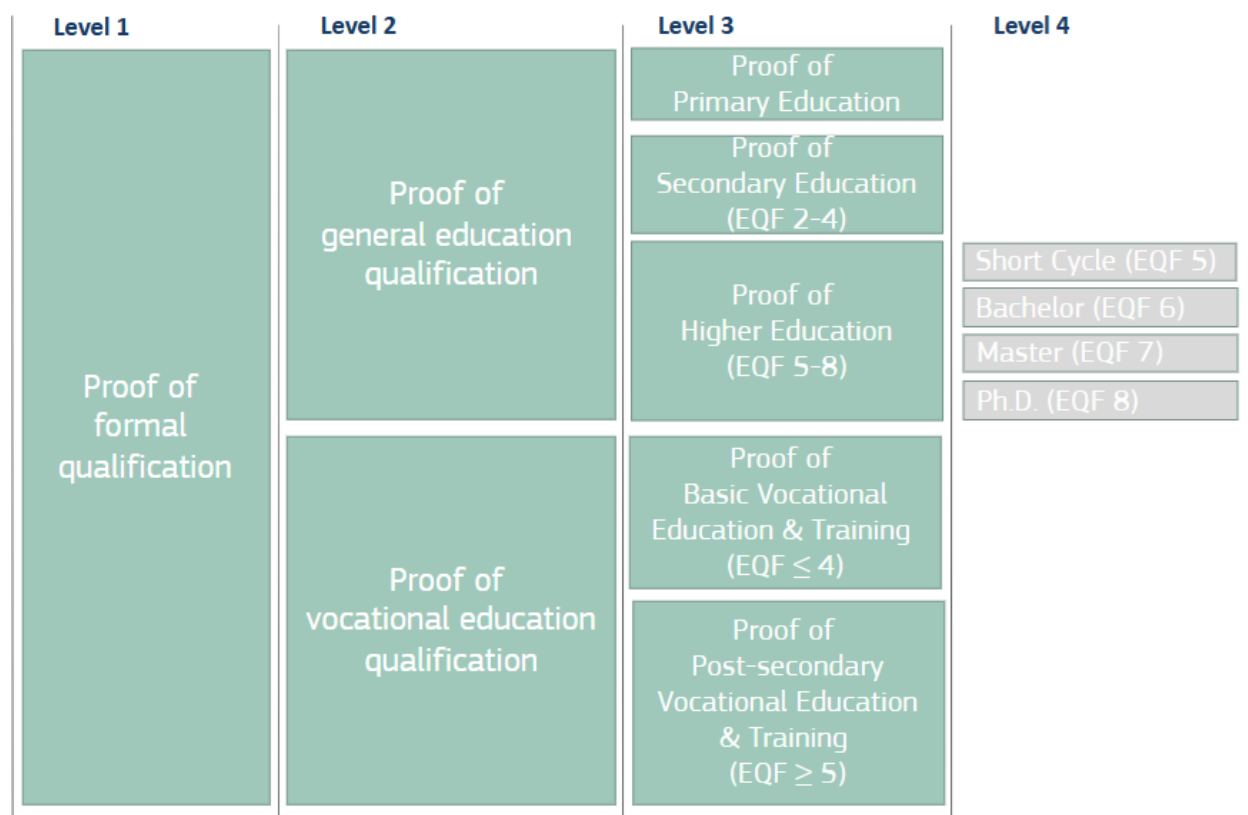 Level 1
Level 2
Level 3
Level 4
Proof of
formal
qualification
Proof of
general education
qualification
Proof of
vocational education
qualification
Proof of
Primary Education
Proof of
Secondary Education
(EQF 2-4)
Proof of
Higher Education
(EQF 5-8)
Proof of
Basic Vocational
Education & Training
(EQF ≤ 4)
Proof of
Post-secondary
Vocational Education
& Training
(EQF ≥ 5)
Short Cycle (EQF 5)
Bachelor (EQF 6)
Master (EQF 7)
Ph.D. (EQF 8)